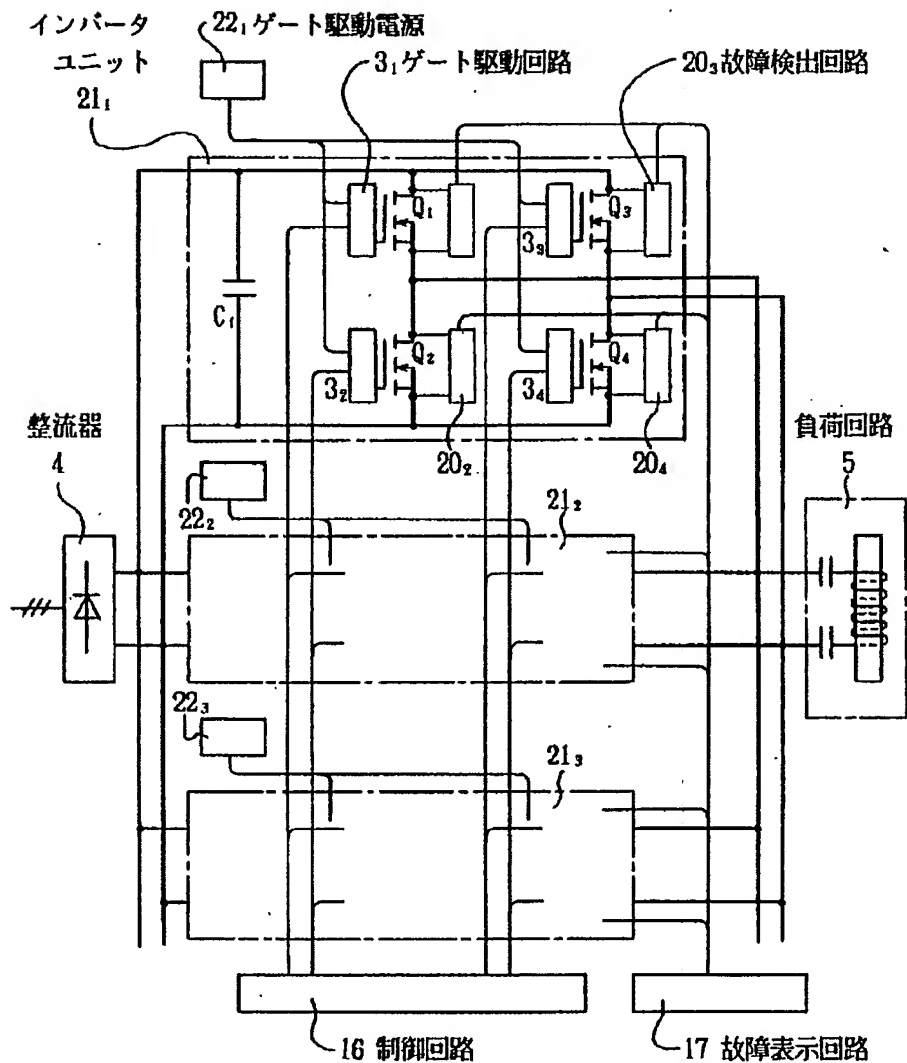 インバータ
ユニット
21₁
22₁ゲート駆動電源
3₁ゲート駆動回路
20₃故障検出回路
Q₁
Q₃
3₃
C₁
Q₂
Q₄
3₂
3₄
整流器
4
20₂
20₄
負荷回路
5
22₂
21₂
22₃
21₃
16 制御回路
17 故障表示回路